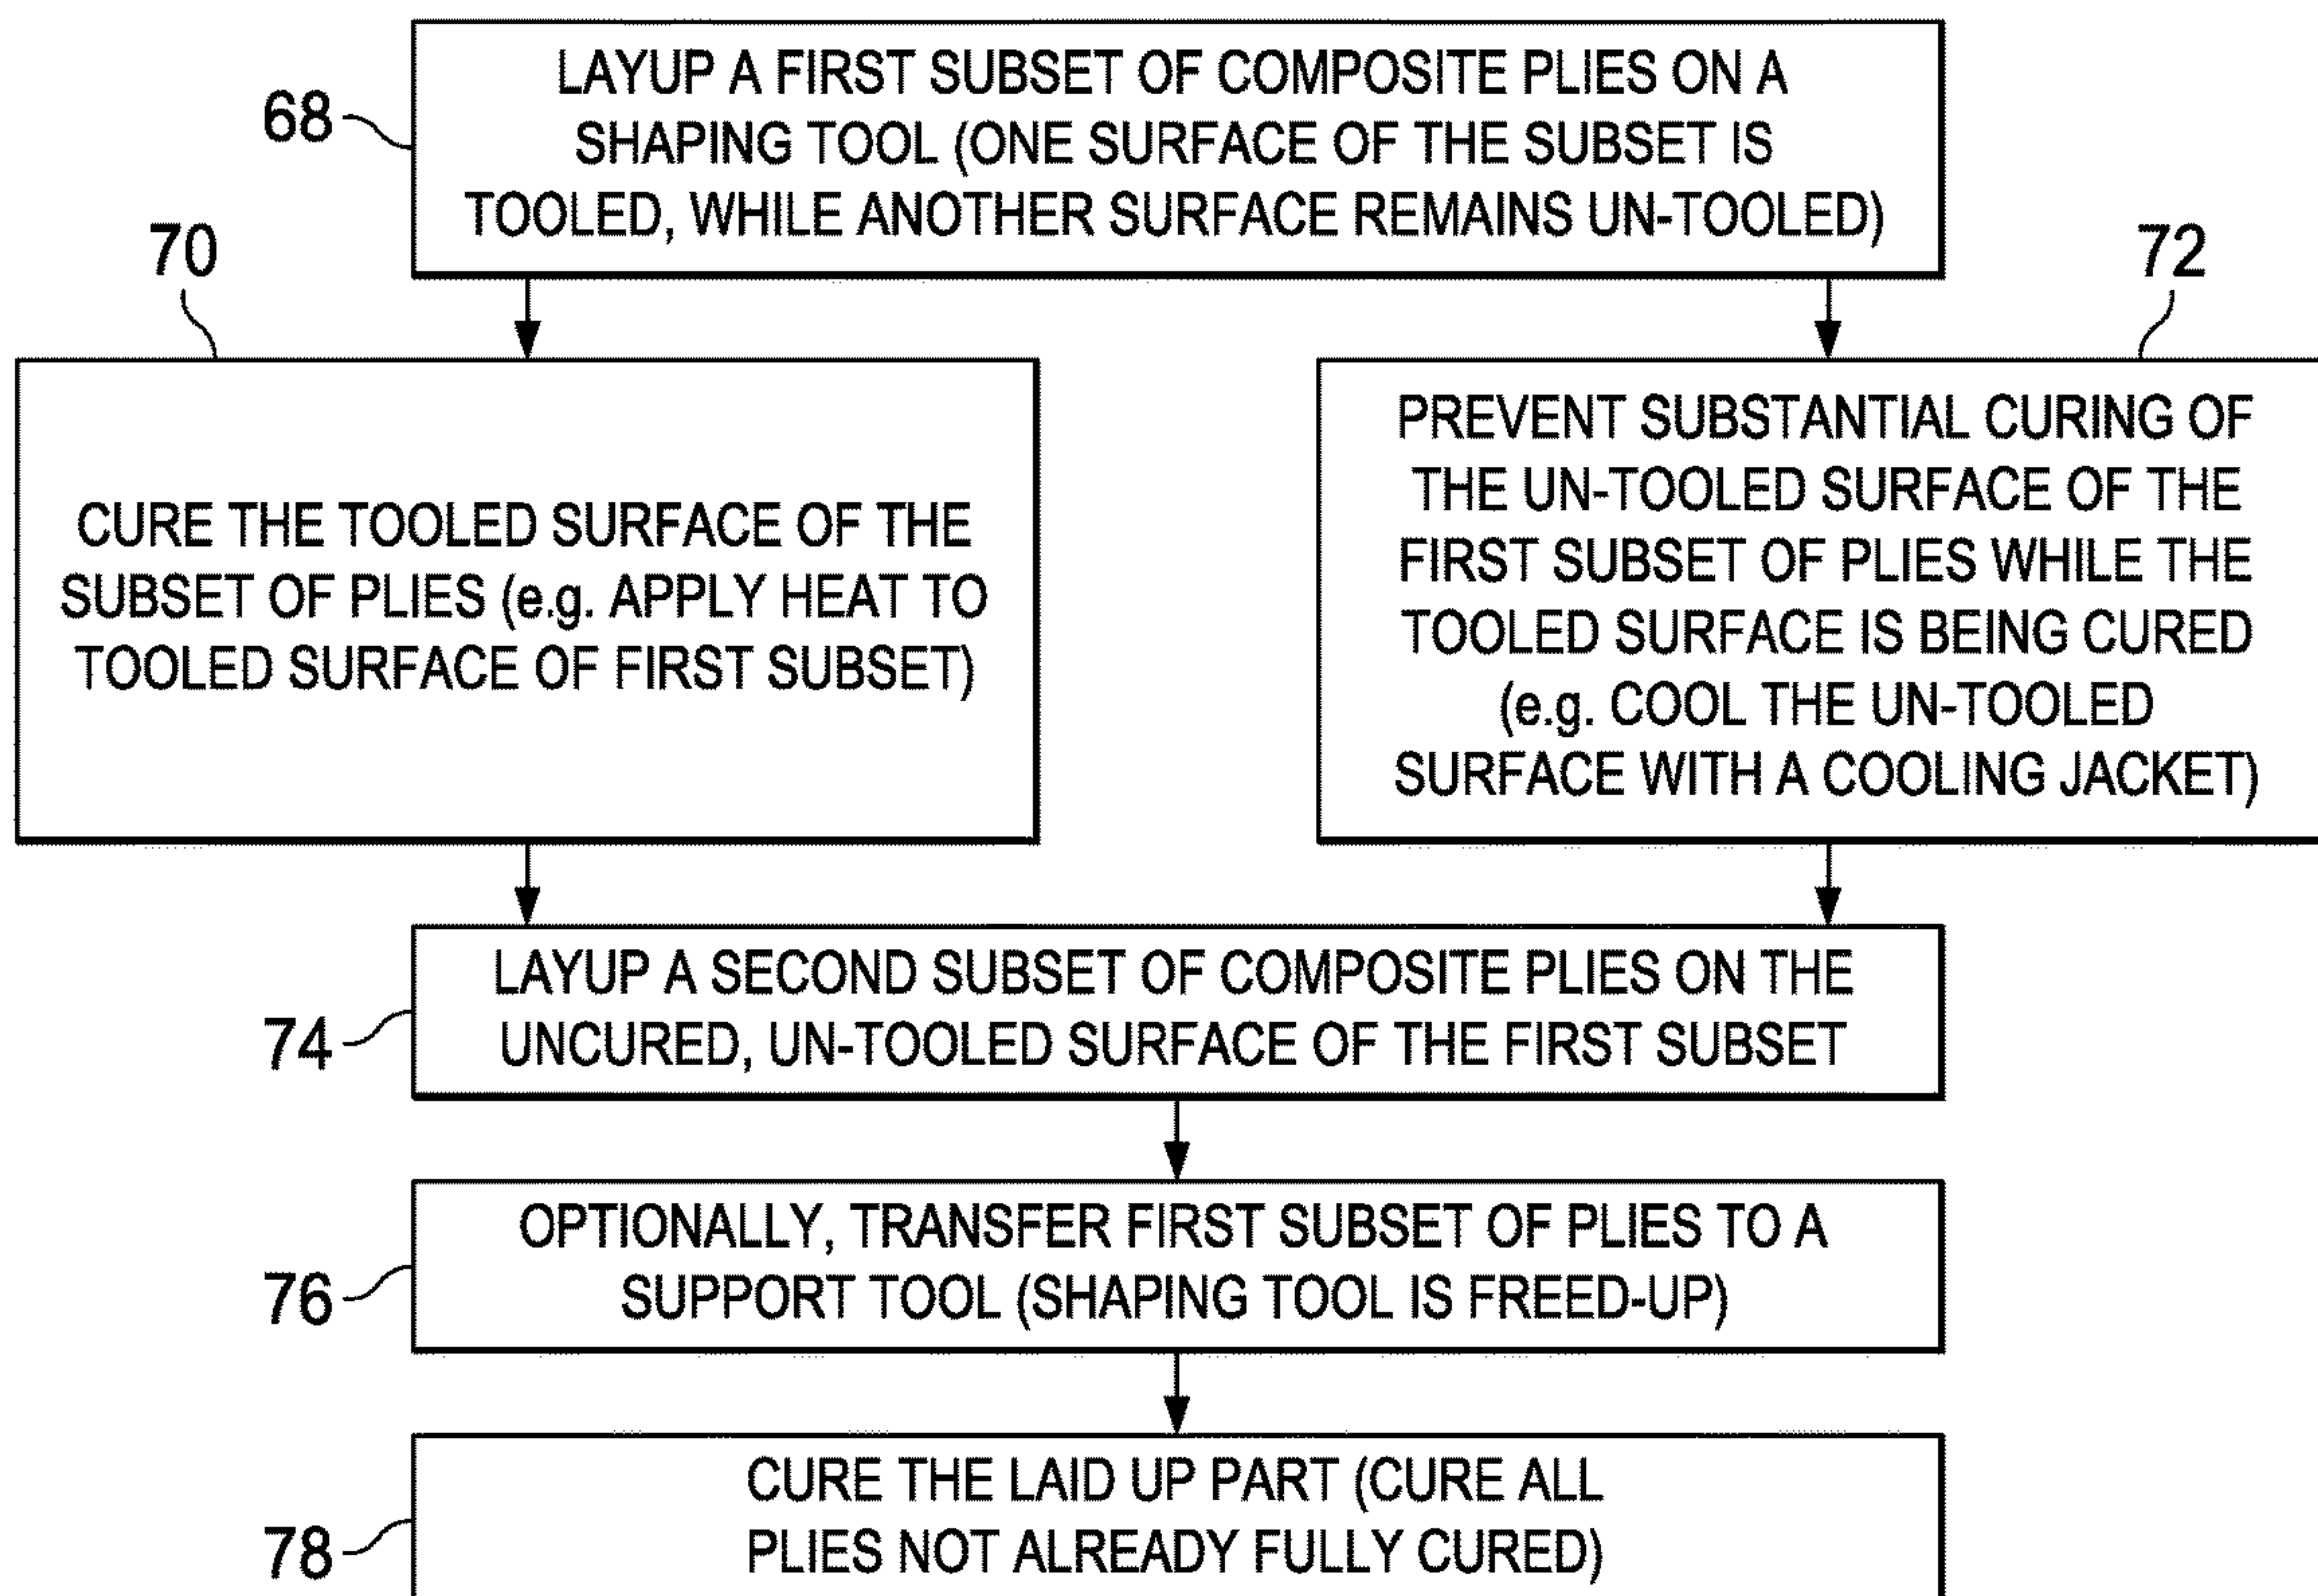 68
LAYUP A FIRST SUBSET OF COMPOSITE PLIES ON A
SHAPING TOOL (ONE SURFACE OF THE SUBSET IS
TOOLED, WHILE ANOTHER SURFACE REMAINS UN-TOOLED)
70
CURE THE TOOLED SURFACE OF THE
SUBSET OF PLIES (e.g. APPLY HEAT TO
TOOLED SURFACE OF FIRST SUBSET)
72
PREVENT SUBSTANTIAL CURING OF
THE UN-TOOLED SURFACE OF THE
FIRST SUBSET OF PLIES WHILE THE
TOOLED SURFACE IS BEING CURED
(e.g. COOL THE UN-TOOLED
SURFACE WITH A COOLING JACKET)
74
LAYUP A SECOND SUBSET OF COMPOSITE PLIES ON THE
UNCURED, UN-TOOLED SURFACE OF THE FIRST SUBSET
76
OPTIONALLY, TRANSFER FIRST SUBSET OF PLIES TO A
SUPPORT TOOL (SHAPING TOOL IS FREED-UP)
78
CURE THE LAID UP PART (CURE ALL
PLIES NOT ALREADY FULLY CURED)